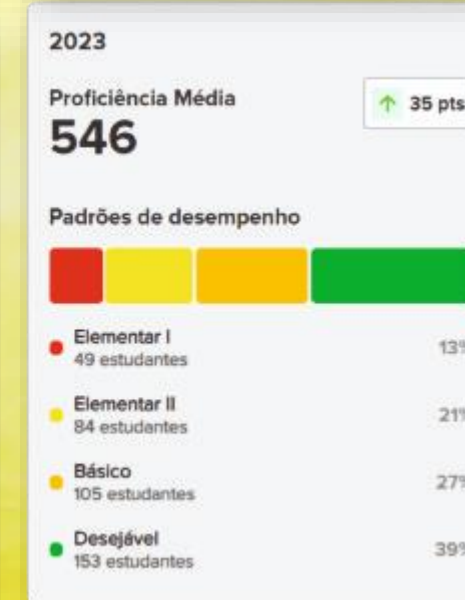 2023
Proficiência Média
↑ 35 pts
546
Padrões de desempenho
Elementar I
49 estudantes
13%
Elementar II
84 estudantes
21%
Básico
105 estudantes
27%
Desejável
153 estudantes
39%